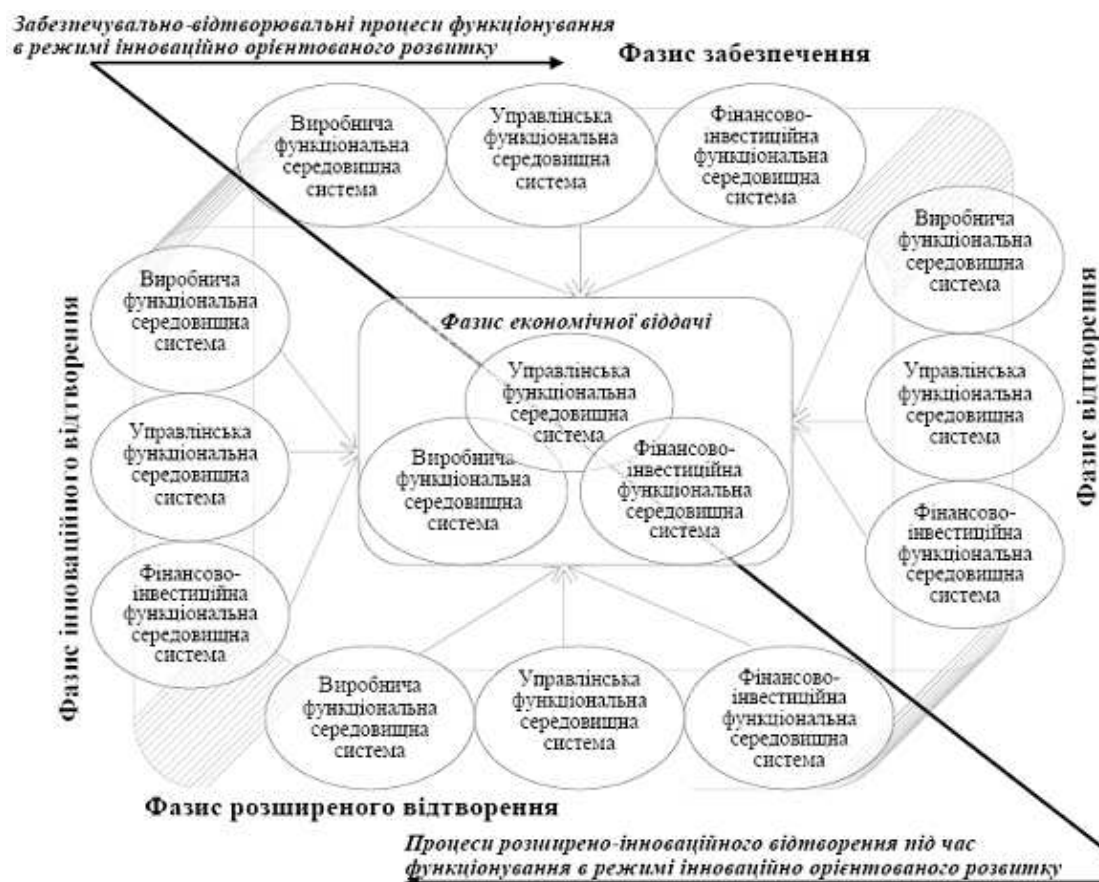 Забезпечувально-відтворювальні процеси функціонування
в режимі інноваційно орієнтованого розвитку
Фазис забезпечення
Виробнича
функціональна
середовищна
система
Управлінська
функціональна
середовищна
система
Фінансово-
інвестиційна
функціональна
середовищна
система
Виробнича
функціональна
середовищна
система
Управлінська
функціональна
середовищна
система
Фінансово-
інвестиційна
функціональна
середовищна
система
Фазис інноваційного відтворення
Фазис економічної віддачі
Управлінська
функціональна
середовищна
система
Виробнича
функціональна
середовищна
система
Фінансово-
інвестиційна
функціональна
середовищна
система
Виробнича
функціональна
середовищна
система
Управлінська
функціональна
середовищна
система
Фінансово-
інвестиційна
функціональна
середовищна
система
Фазис відтворення
Виробнича
функціональна
середовищна
система
Управлінська
функціональна
середовищна
система
Фінансово-
інвестиційна
функціональна
середовищна
система
Фазис розширеного відтворення
Процеси розширено-інноваційного відтворення під час
функціонування в режимі інноваційно орієнтованого розвитку